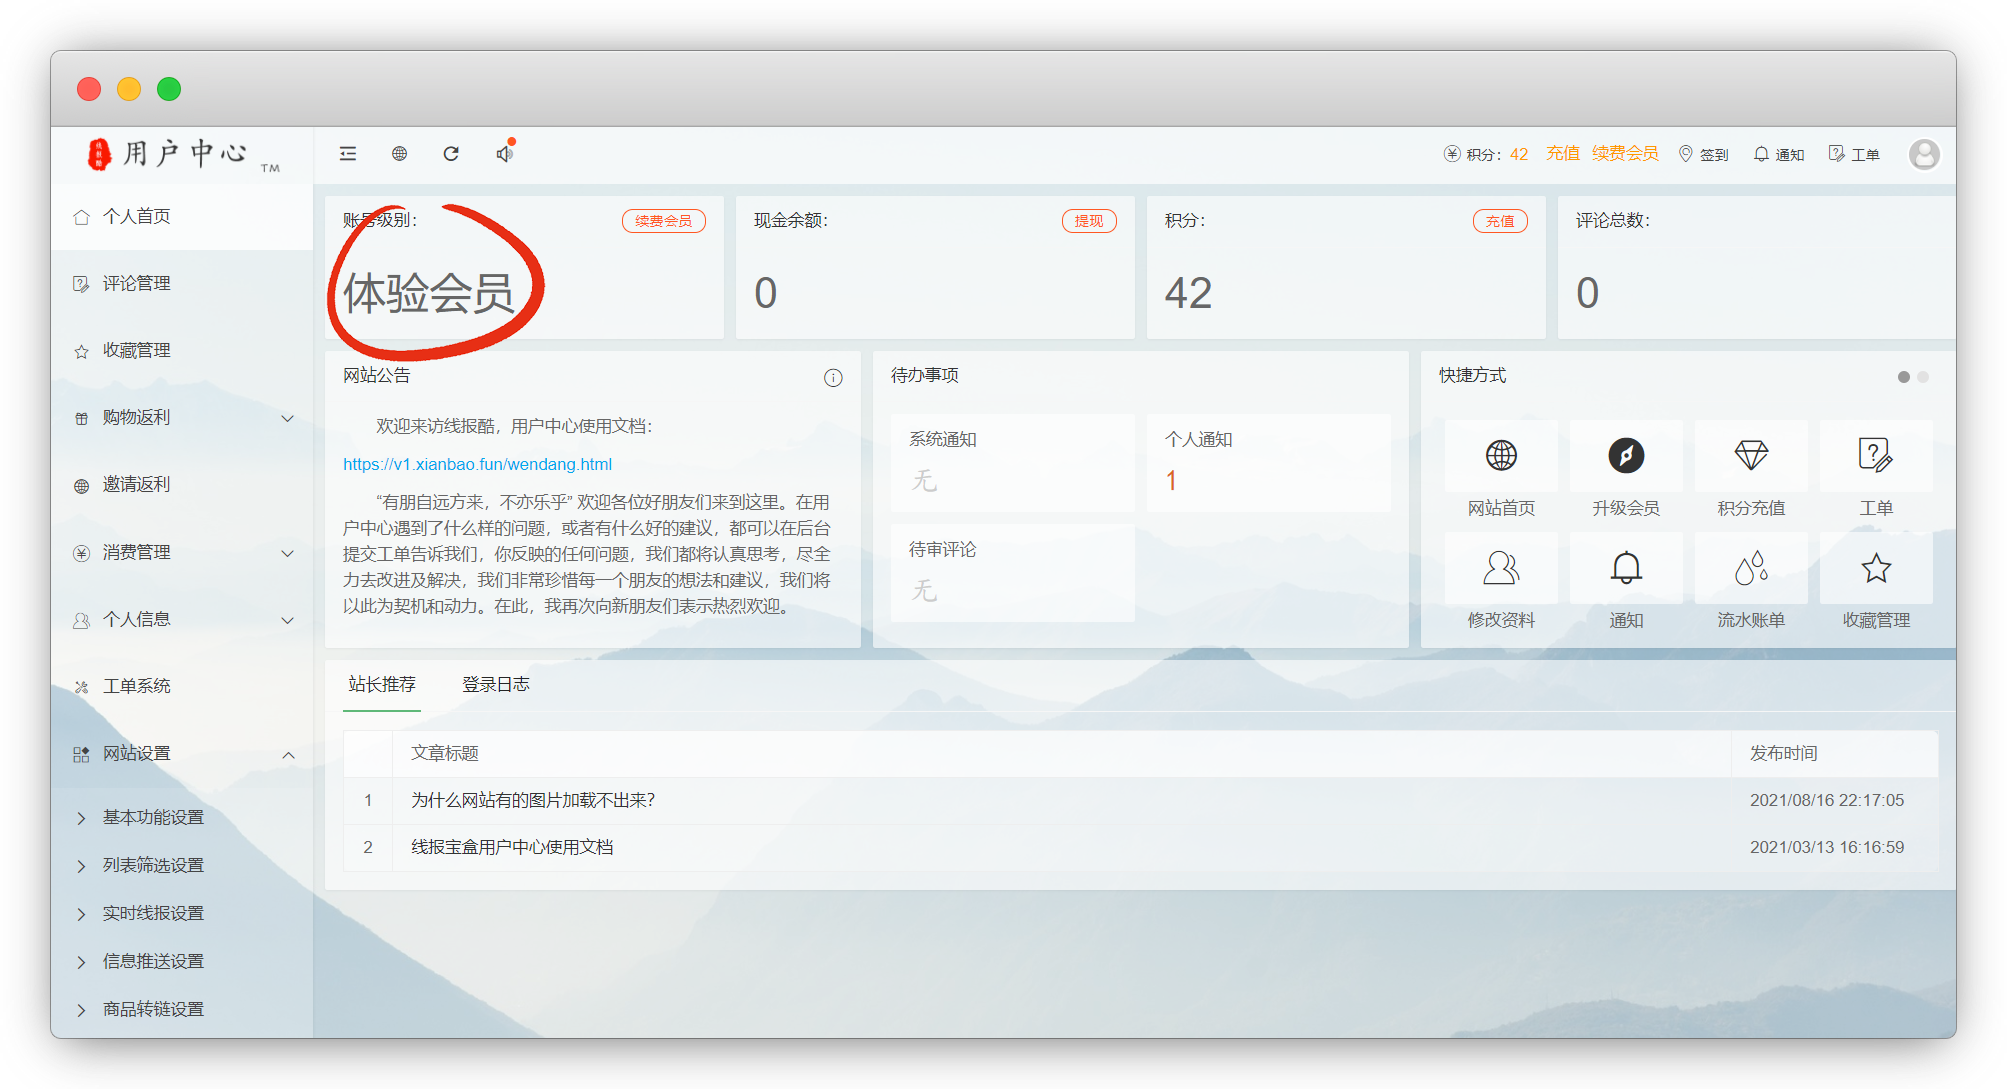 用户中心 TM
积分：42 充值 续费会员 签到 通知 工单
个人首页
评论管理
收藏管理
购物返利
邀请返利
消费管理
个人信息
工单系统
网站设置
基本功能设置
列表筛选设置
实时线报设置
信息推送设置
商品转链设置
账号级别：
续费会员
体验会员
现金余额：
提现
0
积分：
充值
42
评论总数：
0
网站公告
欢迎来访线报酷，用户中心使用文档：
https://v1.xianbao.fun/wendang.html
“有朋自远方来，不亦乐乎” 欢迎各位好朋友们来到这里。在用
户中心遇到了什么样的问题，或者有什么好的建议，都可以在后台
提交工单告诉我们，你反映的任何问题，我们都将认真思考，尽全
力去改进及解决，我们非常珍惜每一个朋友的想法和建议，我们将
以此为契机和动力。在此，我再次向新朋友们表示热烈欢迎。
待办事项
系统通知
无
个人通知
1
待审评论
无
快捷方式
网站首页 升级会员 积分充值 工单
修改资料 通知 流水账单 收藏管理
站长推荐 登录日志
文章标题 发布时间
1 为什么网站有的图片加载不出来？ 2021/08/16 22:17:05
2 线报宝盒用户中心使用文档 2021/03/13 16:16:59